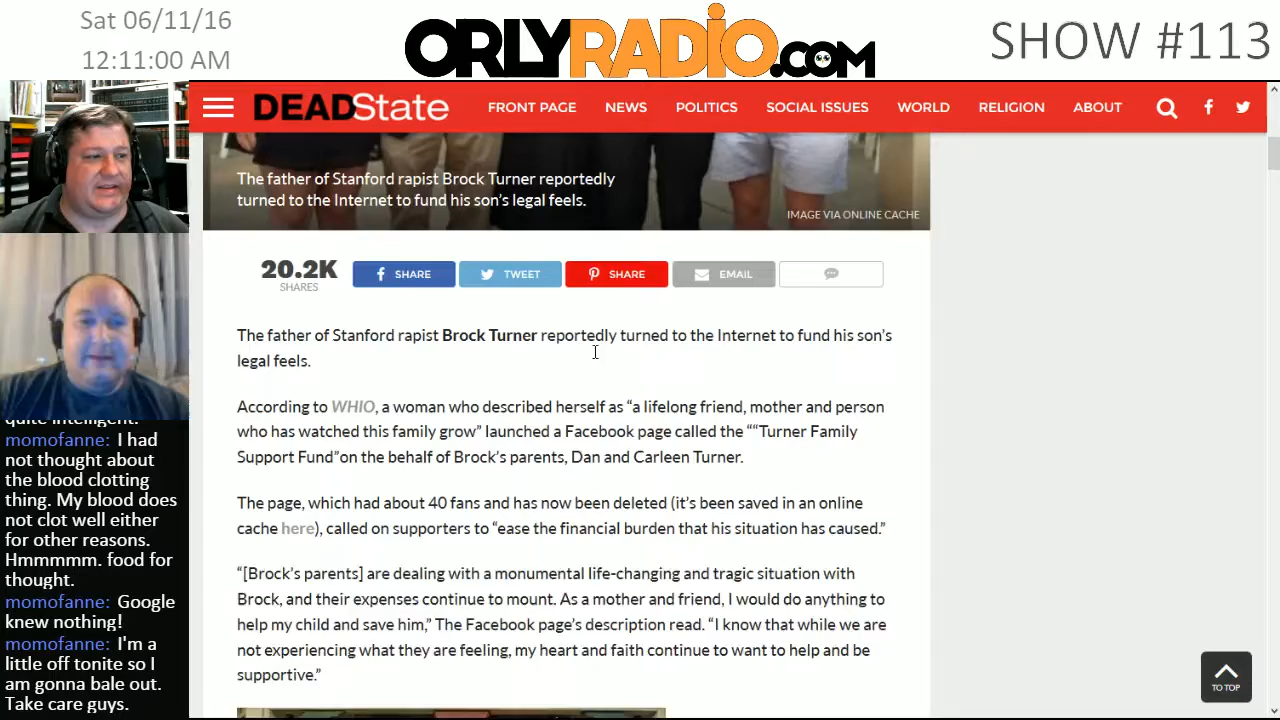 Sat 06/11/16
12:11:00 AM
ORLYRADiO.COM
SHOW #113
DEADState
FRONT PAGE
NEWS
POLITICS
SOCIAL ISSUES
WORLD
RELIGION
ABOUT
The father of Stanford rapist Brock Turner reportedly
turned to the Internet to fund his son's legal feels.
IMAGE VIA ONLINE CACHE
20.2K
SHARES
SHARE
TWEET
SHARE
EMAIL
The father of Stanford rapist Brock Turner reportedly turned to the Internet to fund his son's
legal feels.
According to WHIO, a woman who described herself as “a lifelong friend, mother and person
who has watched this family grow” launched a Facebook page called the ““Turner Family
Support Fund”on the behalf of Brock's parents, Dan and Carleen Turner.
The page, which had about 40 fans and has now been deleted (it's been saved in an online
cache here), called on supporters to “ease the financial burden that his situation has caused.”
“[Brock's parents] are dealing with a monumental life-changing and tragic situation with
Brock, and their expenses continue to mount. As a mother and friend, I would do anything to
help my child and save him,” The Facebook page's description read. “I know that while we are
not experiencing what they are feeling, my heart and faith continue to want to help and be
supportive.”
TO TOP
quite intelligent.
momofanne: I had
not thought about
the blood clotting
thing. My blood does
not clot well either
for other reasons.
Hmmmmm. food for
thought.
momofanne: Google
knew nothing!
momofanne: I'm a
little off tonite so I
am gonna bale out.
Take care guys.